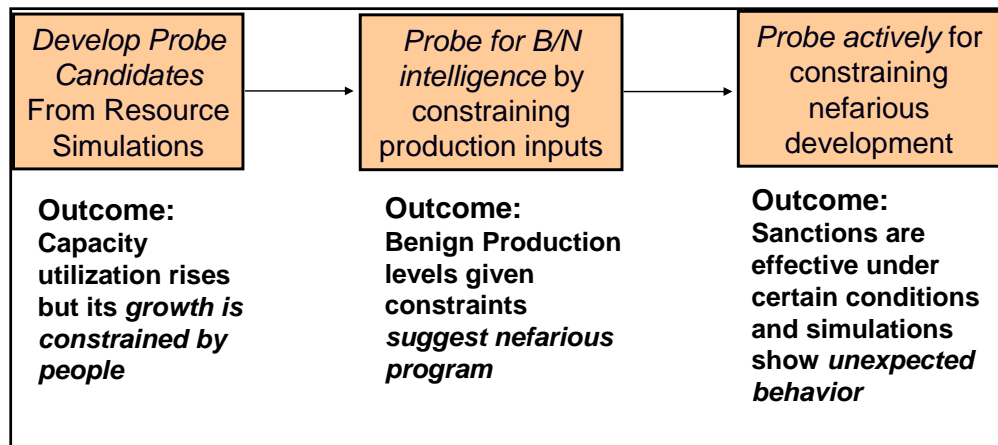 Develop Probe
Candidates
From Resource
Simulations
Probe for B/N
intelligence by
constraining
production inputs
Probe actively for
constraining
nefarious
development
Outcome:
Capacity
utilization rises
but its growth is
constrained by
people
Outcome:
Benign Production
levels given
constraints
suggest nefarious
program
Outcome:
Sanctions are
effective under
certain conditions
and simulations
show unexpected
behavior